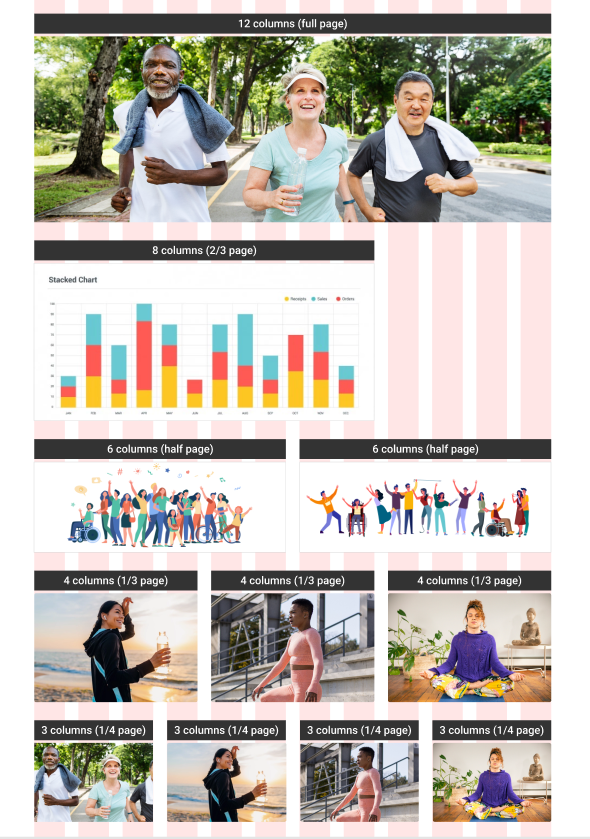 12 columns (full page)
8 columns (2/3 page)
Stacked Chart
Receipts Sales Orders
100
90
80
70
60
50
40
30
20
10
0
JAN FEB MAR APR MAY JUN JUL AUG SEP OCT NOV DEC
6 columns (half page) 6 columns (half page)
4 columns (1/3 page) 4 columns (1/3 page) 4 columns (1/3 page)
3 columns (1/4 page) 3 columns (1/4 page) 3 columns (1/4 page) 3 columns (1/4 page)